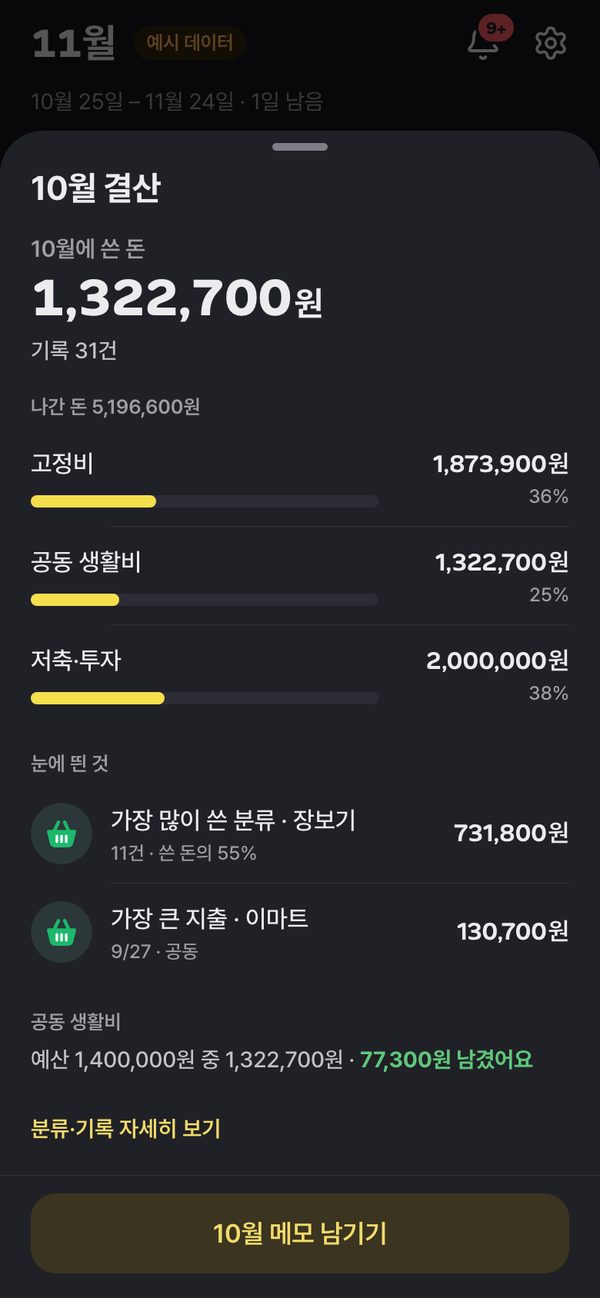 11월 예시 데이터 9+
10월 25일 – 11월 24일 · 1일 남음
10월 결산
10월에 쓴 돈
1,322,700원
기록 31건
나간 돈 5,196,600원
고정비 1,873,900원
36%
공동 생활비 1,322,700원
25%
저축·투자 2,000,000원
38%
눈에 띈 것
가장 많이 쓴 분류 · 장보기 731,800원
11건 · 쓴 돈의 55%
가장 큰 지출 · 이마트 130,700원
9/27 · 공동
공동 생활비
예산 1,400,000원 중 1,322,700원 · 77,300원 남겼어요
분류·기록 자세히 보기
10월 메모 남기기